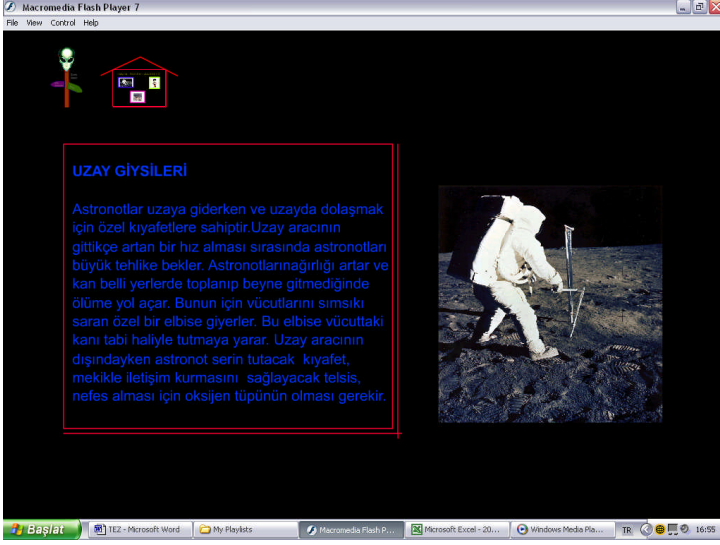 Macromedia Flash Player 7
File View Control Help
UZAY GİYSİLERİ
Astronotlar uzaya giderken ve uzayda dolaşmak
için özel kıyafetlere sahiptir.Uzay aracının
gittikçe artan bir hız alması sırasında astronotları
büyük tehlike bekler. Astronotlarınağırlığı artar ve
kan belli yerlerde toplanıp beyne gitmediğinde
ölüme yol açar. Bunun için vücutlarını sımsıkı
saran özel bir elbise giyerler. Bu elbise vücuttaki
kanı tabi haliyle tutmaya yarar. Uzay aracının
dışındayken astronot serin tutacak kıyafet,
mekikle iletişim kurmasını sağlayacak telsis,
nefes alması için oksijen tüpünün olması gerekir.
Başlat
TEZ - Microsoft Word
My Playlists
Macromedia Flash P...
Microsoft Excel - 20...
Windows Media Pla...
TR
16:55